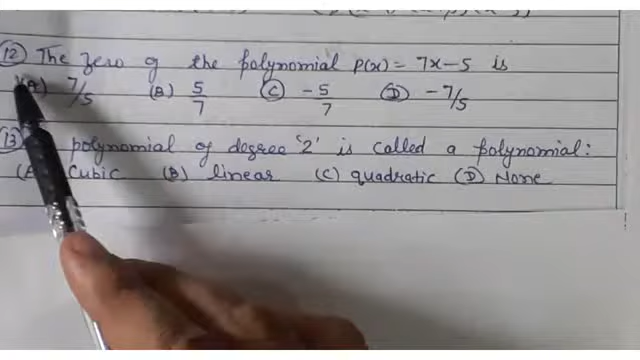 (12) The zero of the polynomial P(x) = 7x-5 is
(A) 7/5 (B) 5/7 (C) -5/7 (D) -7/5
(13) polynomial of degree '2' is called a polynomial:
(A) Cubic (B) linear (C) quadratic (D) None